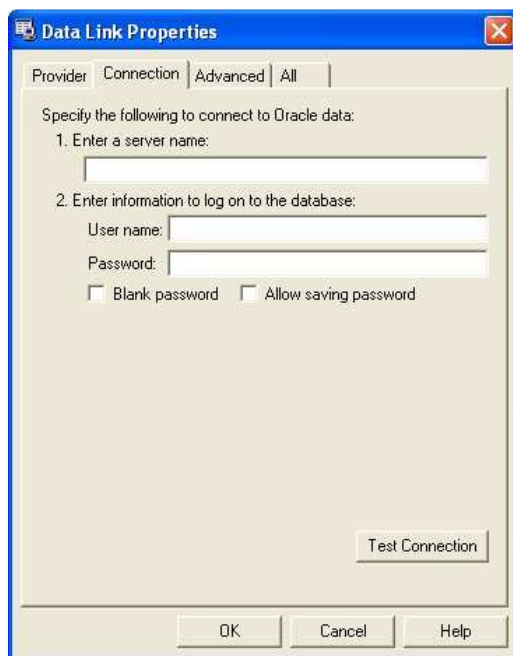 Data Link Properties
Provider Connection Advanced All
Specify the following to connect to Oracle data:
1. Enter a server name:
2. Enter information to log on to the database:
User name:
Password:
Blank password Allow saving password
Test Connection
OK Cancel Help